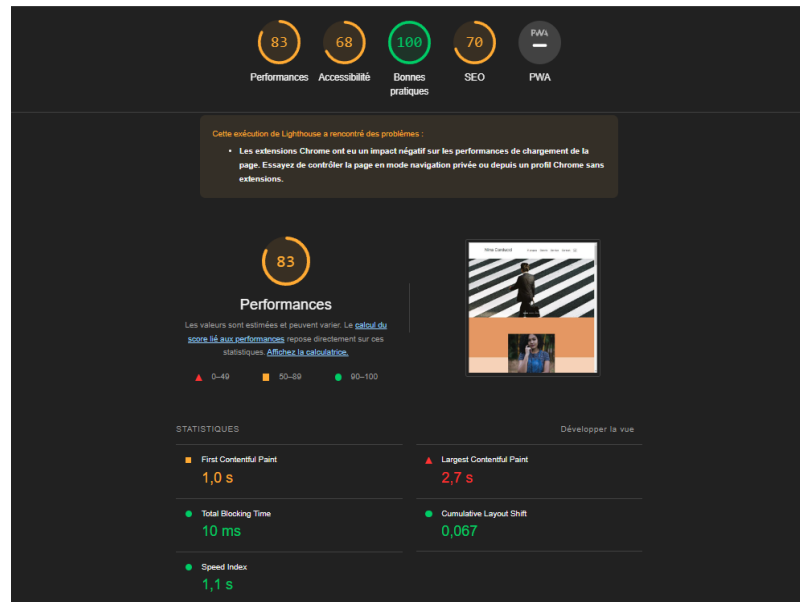 83
68
100
70
PWA
Performances
Accessibilité
Bonnes
pratiques
SEO
PWA
Cette exécution de Lighthouse a rencontré des problèmes :
• Les extensions Chrome ont eu un impact négatif sur les performances de chargement de la
page. Essayez de contrôler la page en mode navigation privée ou depuis un profil Chrome sans
extensions.
83
Performances
Les valeurs sont estimées et peuvent varier. Le calcul du
score lié aux performances repose directement sur ces
statistiques. Affichez la calculatrice.
0–49
50–89
90–100
Nina Carducci
STATISTIQUES
Développer la vue
First Contentful Paint
1,0 s
Largest Contentful Paint
2,7 s
Total Blocking Time
10 ms
Cumulative Layout Shift
0,067
Speed Index
1,1 s